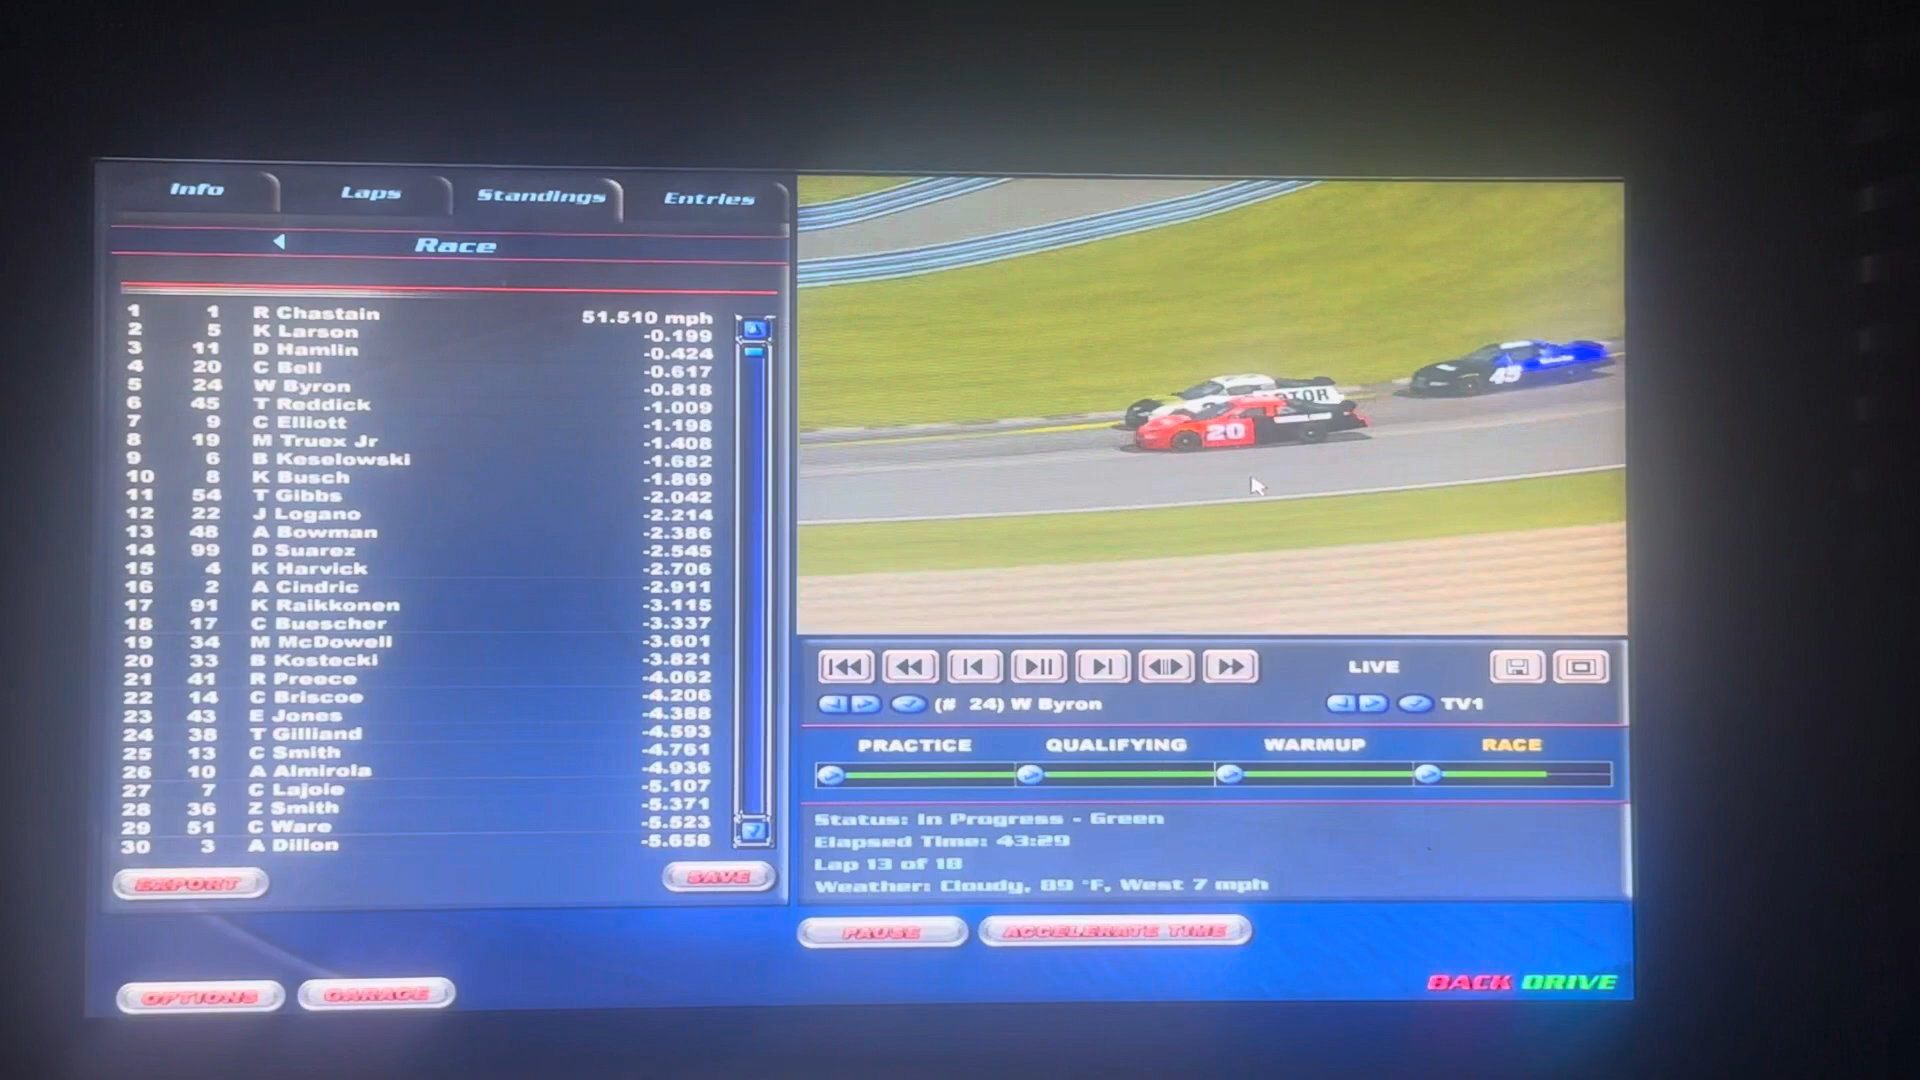 Info Laps Standings Entries
Race
1 1 R Chastain 51.510 mph
2 5 K Larson -0.199
3 11 D Hamlin -0.424
4 20 C Bell -0.617
5 24 W Byron -0.818
6 45 T Reddick -1.009
7 9 C Elliott -1.198
8 19 M Truex Jr -1.408
9 6 B Keselowski -1.682
10 8 K Busch -1.869
11 54 T Gibbs -2.042
12 22 J Logano -2.214
13 48 A Bowman -2.386
14 99 D Suarez -2.545
15 4 K Harvick -2.706
16 2 A Cindric -2.911
17 91 K Raikkonen -3.115
18 17 C Buescher -3.337
19 34 M McDowell -3.601
20 33 B Kostecki -3.821
21 41 R Preece -4.062
22 14 C Briscoe -4.206
23 43 E Jones -4.388
24 38 T Gilliand -4.593
25 13 C Smith -4.761
26 10 A Almirola -4.936
27 7 C Lajoie -5.107
28 36 Z Smith -5.371
29 51 C Ware -5.523
30 3 A Dillon -5.658
EXPORT SAVE
OPTIONS GARAGE
20
45
LIVE
(# 24) W Byron TV1
PRACTICE QUALIFYING WARMUP RACE
Status: In Progress - Green
Elapsed Time: 43:29
Lap 13 of 18
Weather: Cloudy, 89 °F, West 7 mph
PAUSE ACCELERATE TIME
BACK DRIVE